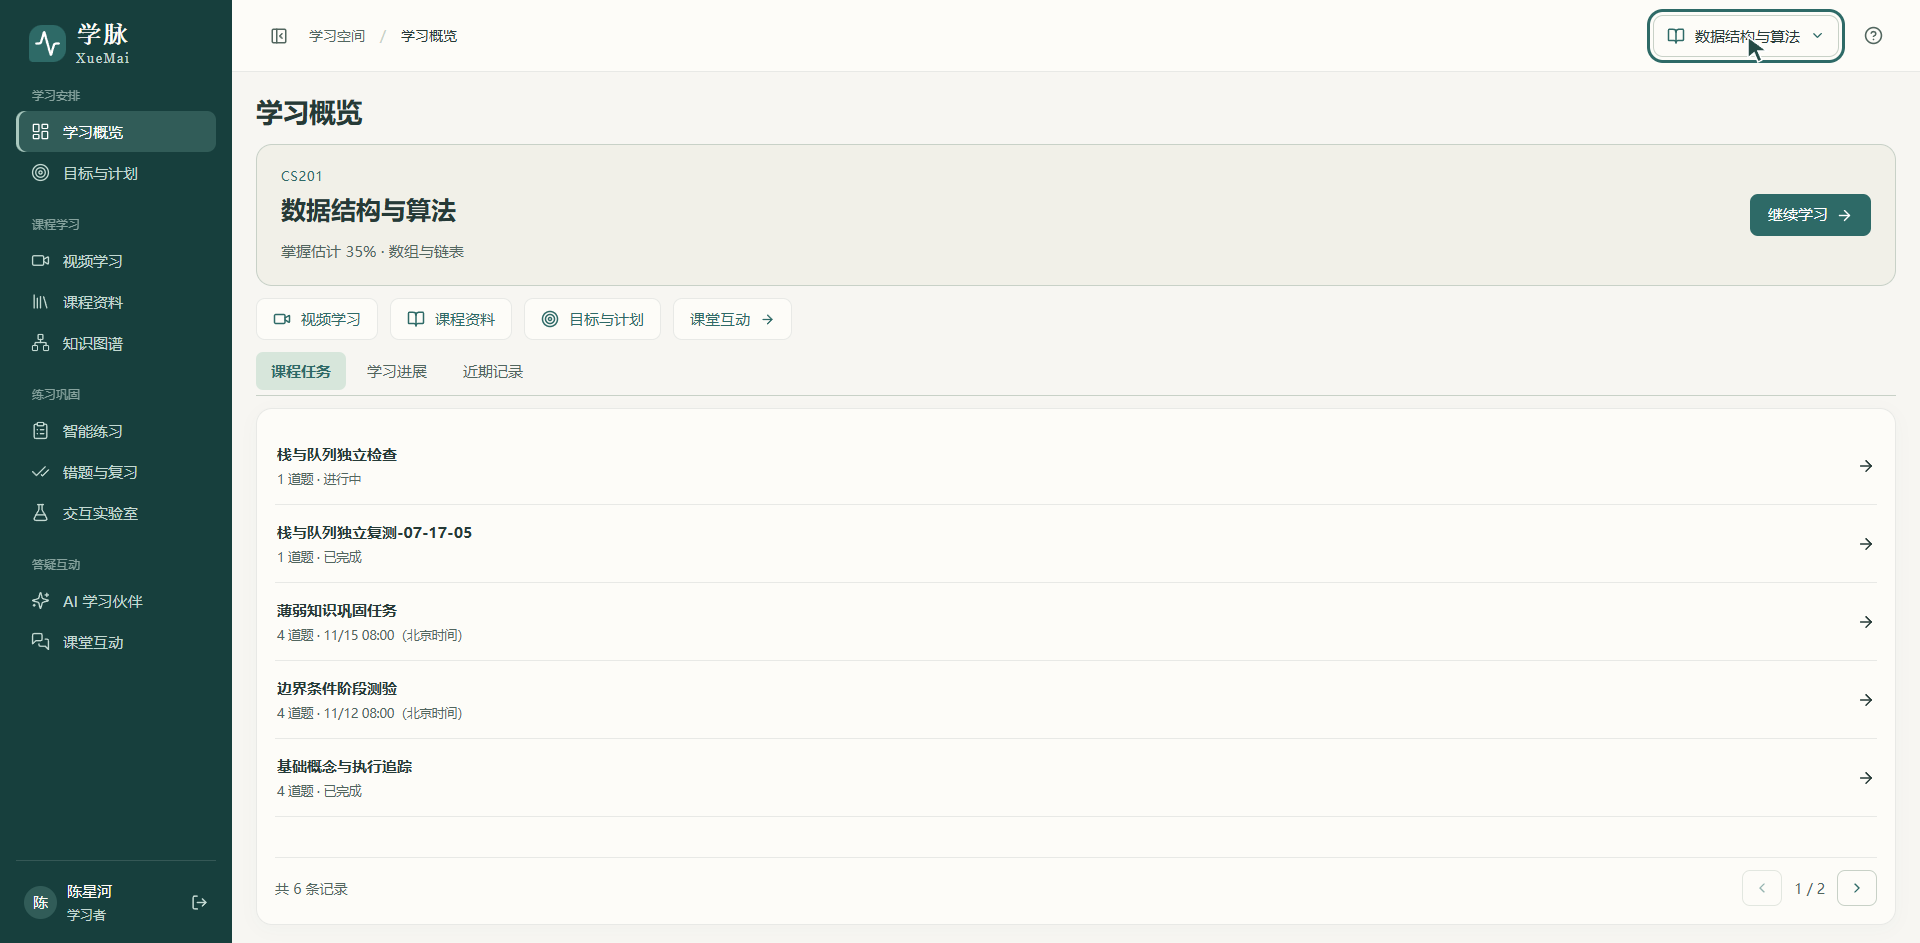 学脉
XueMai
学习安排
学习概览
目标与计划
课程学习
视频学习
课程资料
知识图谱
练习巩固
智能练习
错题与复习
交互实验室
答疑互动
AI 学习伙伴
课堂互动
陈
陈星河
学习者
学习空间 / 学习概览
数据结构与算法
学习概览
CS201
数据结构与算法
掌握估计 35% · 数组与链表
继续学习
视频学习
课程资料
目标与计划
课堂互动
课程任务
学习进展
近期记录
栈与队列独立检查
1 道题 · 进行中
栈与队列独立复测-07-17-05
1 道题 · 已完成
薄弱知识巩固任务
4 道题 · 11/15 08:00（北京时间）
边界条件阶段测验
4 道题 · 11/12 08:00（北京时间）
基础概念与执行追踪
4 道题 · 已完成
共 6 条记录
1 / 2